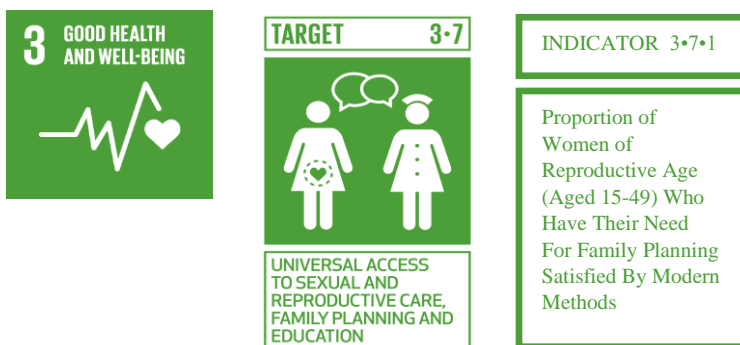 3 GOOD HEALTH
AND WELL-BEING
TARGET 3•7
UNIVERSAL ACCESS
TO SEXUAL AND
REPRODUCTIVE CARE,
FAMILY PLANNING AND
EDUCATION
INDICATOR 3•7•1
Proportion of
Women of
Reproductive Age
(Aged 15-49) Who
Have Their Need
For Family Planning
Satisfied By Modern
Methods